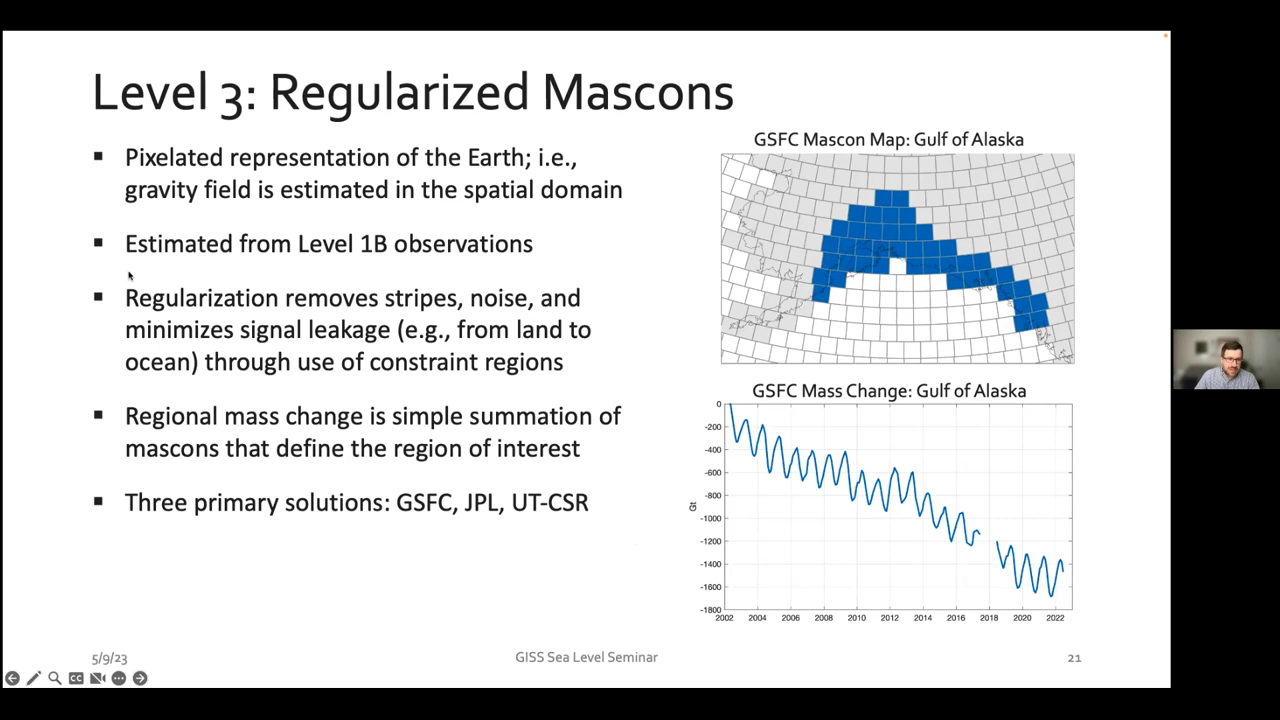 Level 3: Regularized Mascons
▪ Pixelated representation of the Earth; i.e.,
gravity field is estimated in the spatial domain
▪ Estimated from Level 1B observations
▪ Regularization removes stripes, noise, and
minimizes signal leakage (e.g., from land to
ocean) through use of constraint regions
▪ Regional mass change is simple summation of
mascons that define the region of interest
▪ Three primary solutions: GSFC, JPL, UT-CSR
GSFC Mascon Map: Gulf of Alaska
GSFC Mass Change: Gulf of Alaska
Gt
0
-200
-400
-600
-800
-1000
-1200
-1400
-1600
-1800
2002 2004 2006 2008 2010 2012 2014 2016 2018 2020 2022
5/9/23
GISS Sea Level Seminar
21
CC